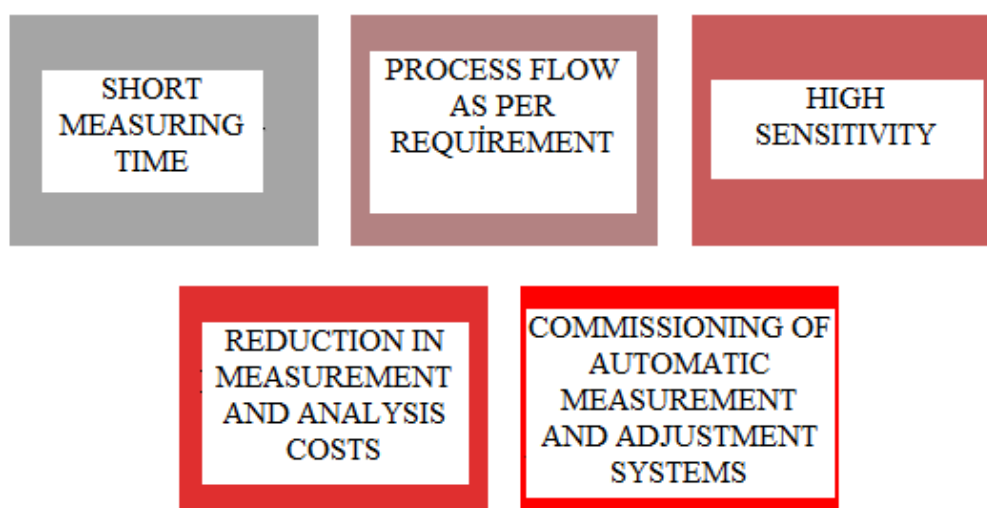 SHORT
MEASURING
TIME
PROCESS FLOW
AS PER
REQUİREMENT
HIGH
SENSITIVITY
REDUCTION IN
MEASUREMENT
AND ANALYSIS
COSTS
COMMISSIONING OF
AUTOMATIC
MEASUREMENT
AND ADJUSTMENT
SYSTEMS